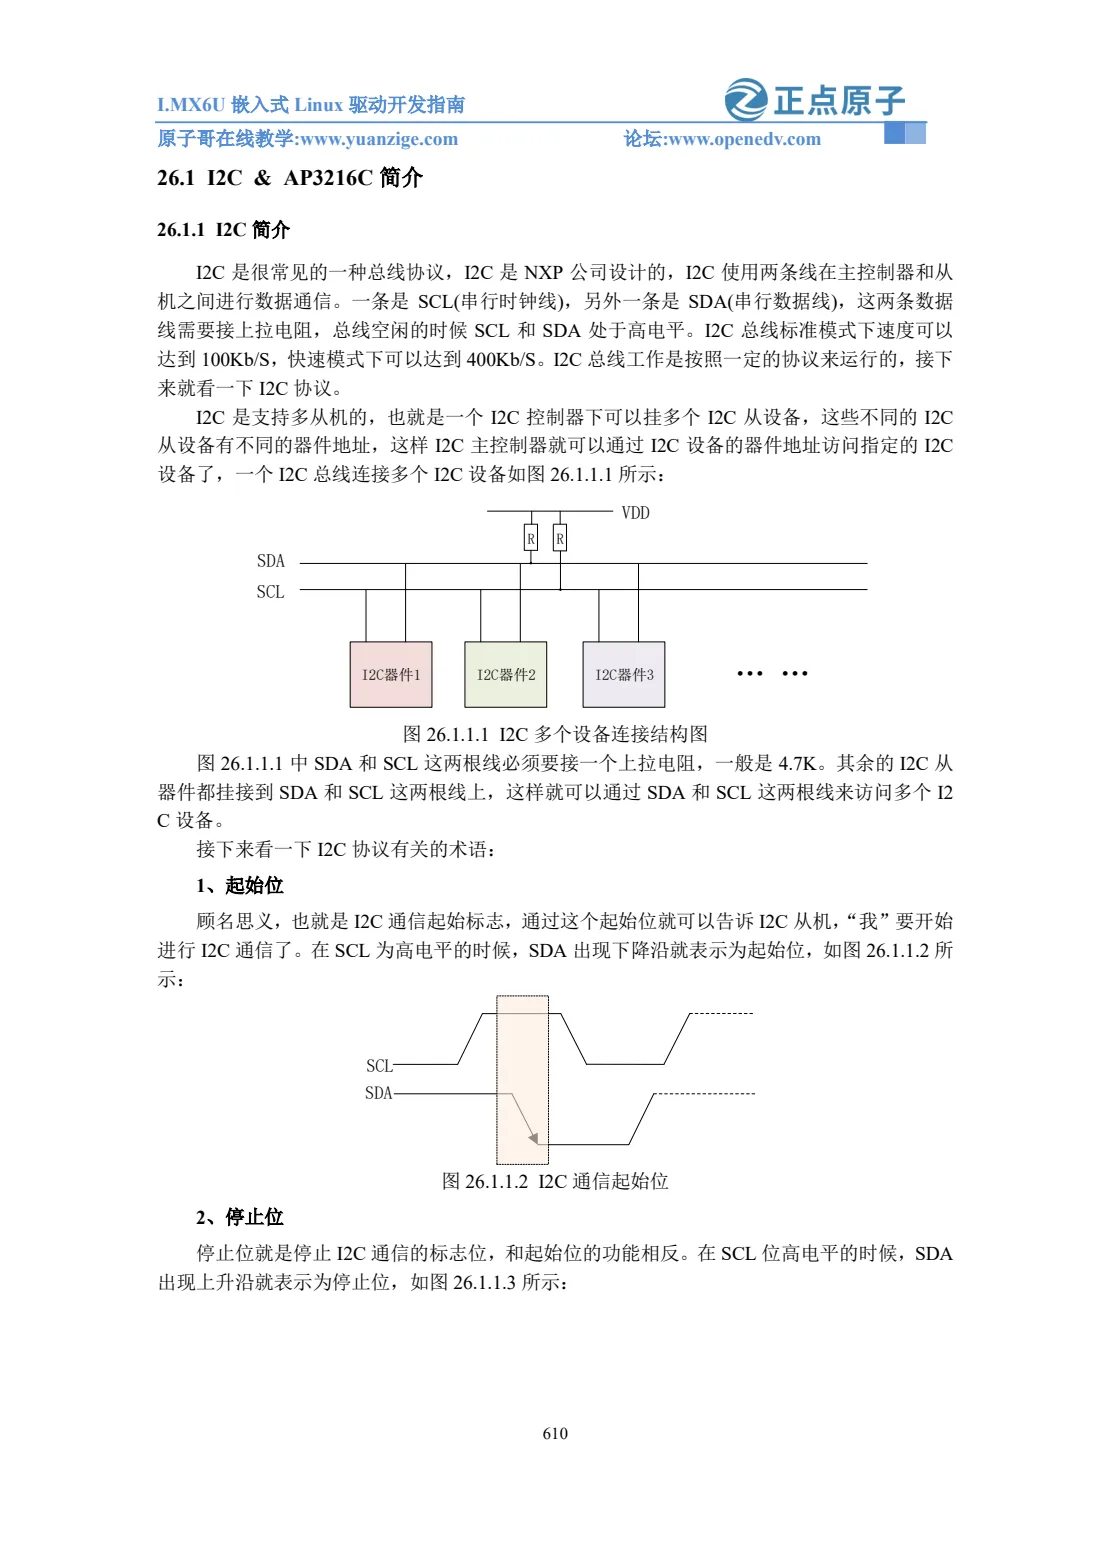 I.MX6U 嵌入式 Linux 驱动开发指南
正点原子
原子哥在线教学:www.yuanzige.com 论坛:www.openedv.com
26.1 I2C & AP3216C 简介
26.1.1 I2C 简介
I2C 是很常见的一种总线协议，I2C 是 NXP 公司设计的，I2C 使用两条线在主控制器和从
机之间进行数据通信。一条是 SCL(串行时钟线)，另外一条是 SDA(串行数据线)，这两条数据
线需要接上拉电阻，总线空闲的时候 SCL 和 SDA 处于高电平。I2C 总线标准模式下速度可以
达到 100Kb/S，快速模式下可以达到 400Kb/S。I2C 总线工作是按照一定的协议来运行的，接下
来就看一下 I2C 协议。
I2C 是支持多从机的，也就是一个 I2C 控制器下可以挂多个 I2C 从设备，这些不同的 I2C
从设备有不同的器件地址，这样 I2C 主控制器就可以通过 I2C 设备的器件地址访问指定的 I2C
设备了，一个 I2C 总线连接多个 I2C 设备如图 26.1.1.1 所示：
VDD
R R
SDA
SCL
I2C器件1 I2C器件2 I2C器件3 … …
图 26.1.1.1 I2C 多个设备连接结构图
图 26.1.1.1 中 SDA 和 SCL 这两根线必须要接一个上拉电阻，一般是 4.7K。其余的 I2C 从
器件都挂接到 SDA 和 SCL 这两根线上，这样就可以通过 SDA 和 SCL 这两根线来访问多个 I2
C 设备。
接下来看一下 I2C 协议有关的术语：
1、起始位
顾名思义，也就是 I2C 通信起始标志，通过这个起始位就可以告诉 I2C 从机，“我”要开始
进行 I2C 通信了。在 SCL 为高电平的时候，SDA 出现下降沿就表示为起始位，如图 26.1.1.2 所
示：
SCL
SDA
图 26.1.1.2 I2C 通信起始位
2、停止位
停止位就是停止 I2C 通信的标志位，和起始位的功能相反。在 SCL 位高电平的时候，SDA
出现上升沿就表示为停止位，如图 26.1.1.3 所示：
610